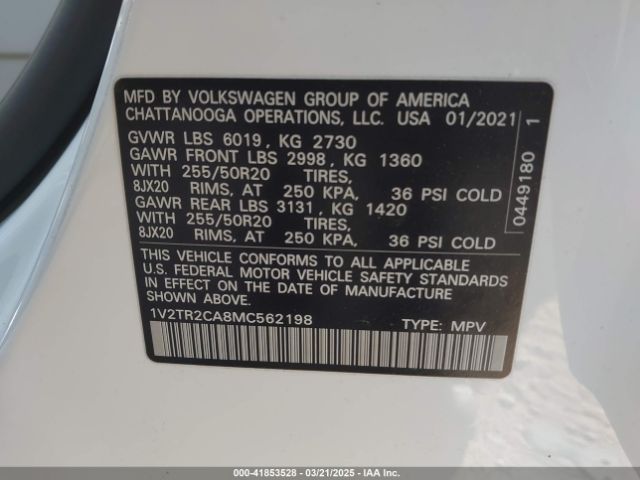 MFD BY VOLKSWAGEN GROUP OF AMERICA
CHATTANOOGA OPERATIONS, LLC. USA 01/2021
GVWR LBS 6019, KG 2730
GAWR FRONT LBS 2998, KG 1360
WITH 255/50R20 TIRES,
8JX20 RIMS, AT 250 KPA, 36 PSI COLD
GAWR REAR LBS 3131, KG 1420
WITH 255/50R20 TIRES,
8JX20 RIMS, AT 250 KPA, 36 PSI COLD
THIS VEHICLE CONFORMS TO ALL APPLICABLE
U.S. FEDERAL MOTOR VEHICLE SAFETY STANDARDS
IN EFFECT ON THE DATE OF MANUFACTURE
SHOWN ABOVE.
1V2TR2CA8MC562198 TYPE: MPV
0449180 1
000-41853528 - 03/21/2025 - IAA Inc.